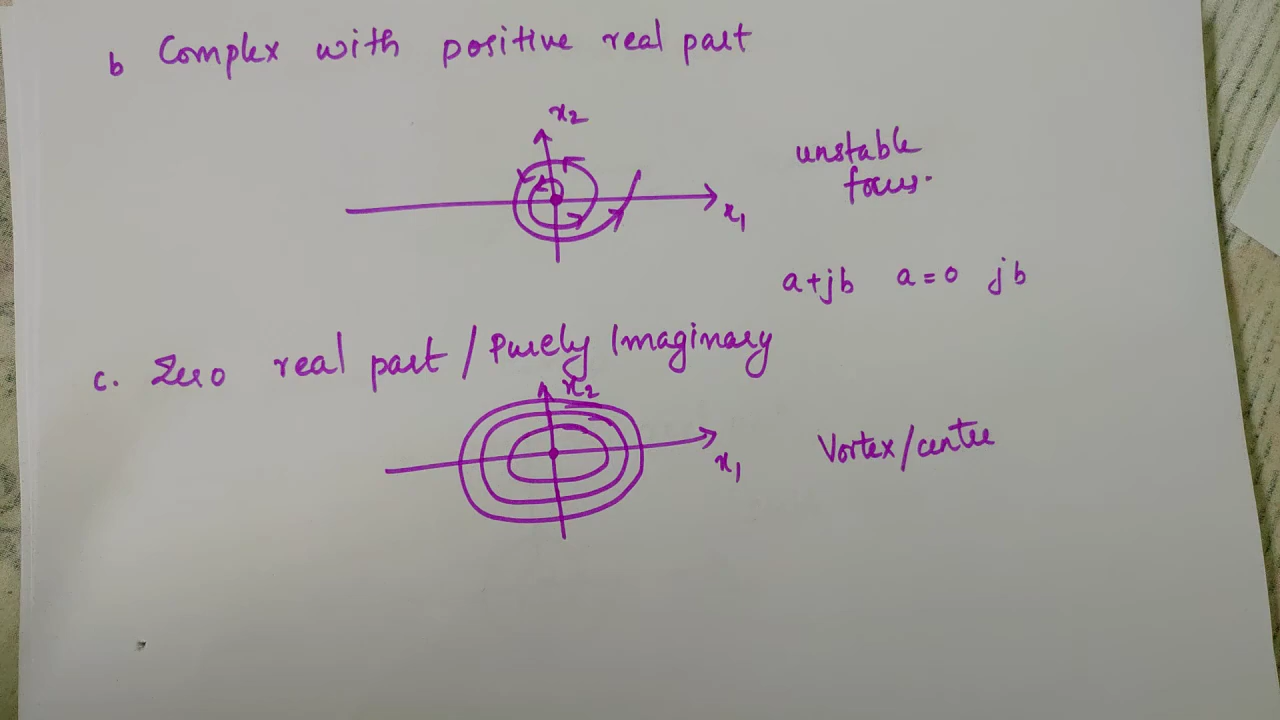 b Complex with positive real part
x2
unstable
focus.
x1
a+jb a=0 jb
c. Zero real part / Purely Imaginary
x2
x1
Vortex/centre